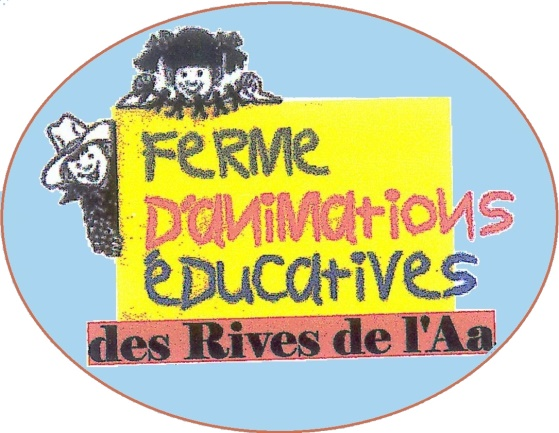 Ferme
D'animations
éducatives
des Rives de l'Aa